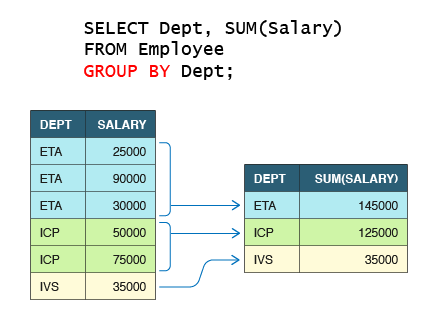 SELECT Dept, SUM(Salary)
FROM Employee
GROUP BY Dept;
DEPT SALARY
ETA 25000
ETA 90000
ETA 30000
ICP 50000
ICP 75000
IVS 35000
DEPT SUM(SALARY)
ETA 145000
ICP 125000
IVS 35000